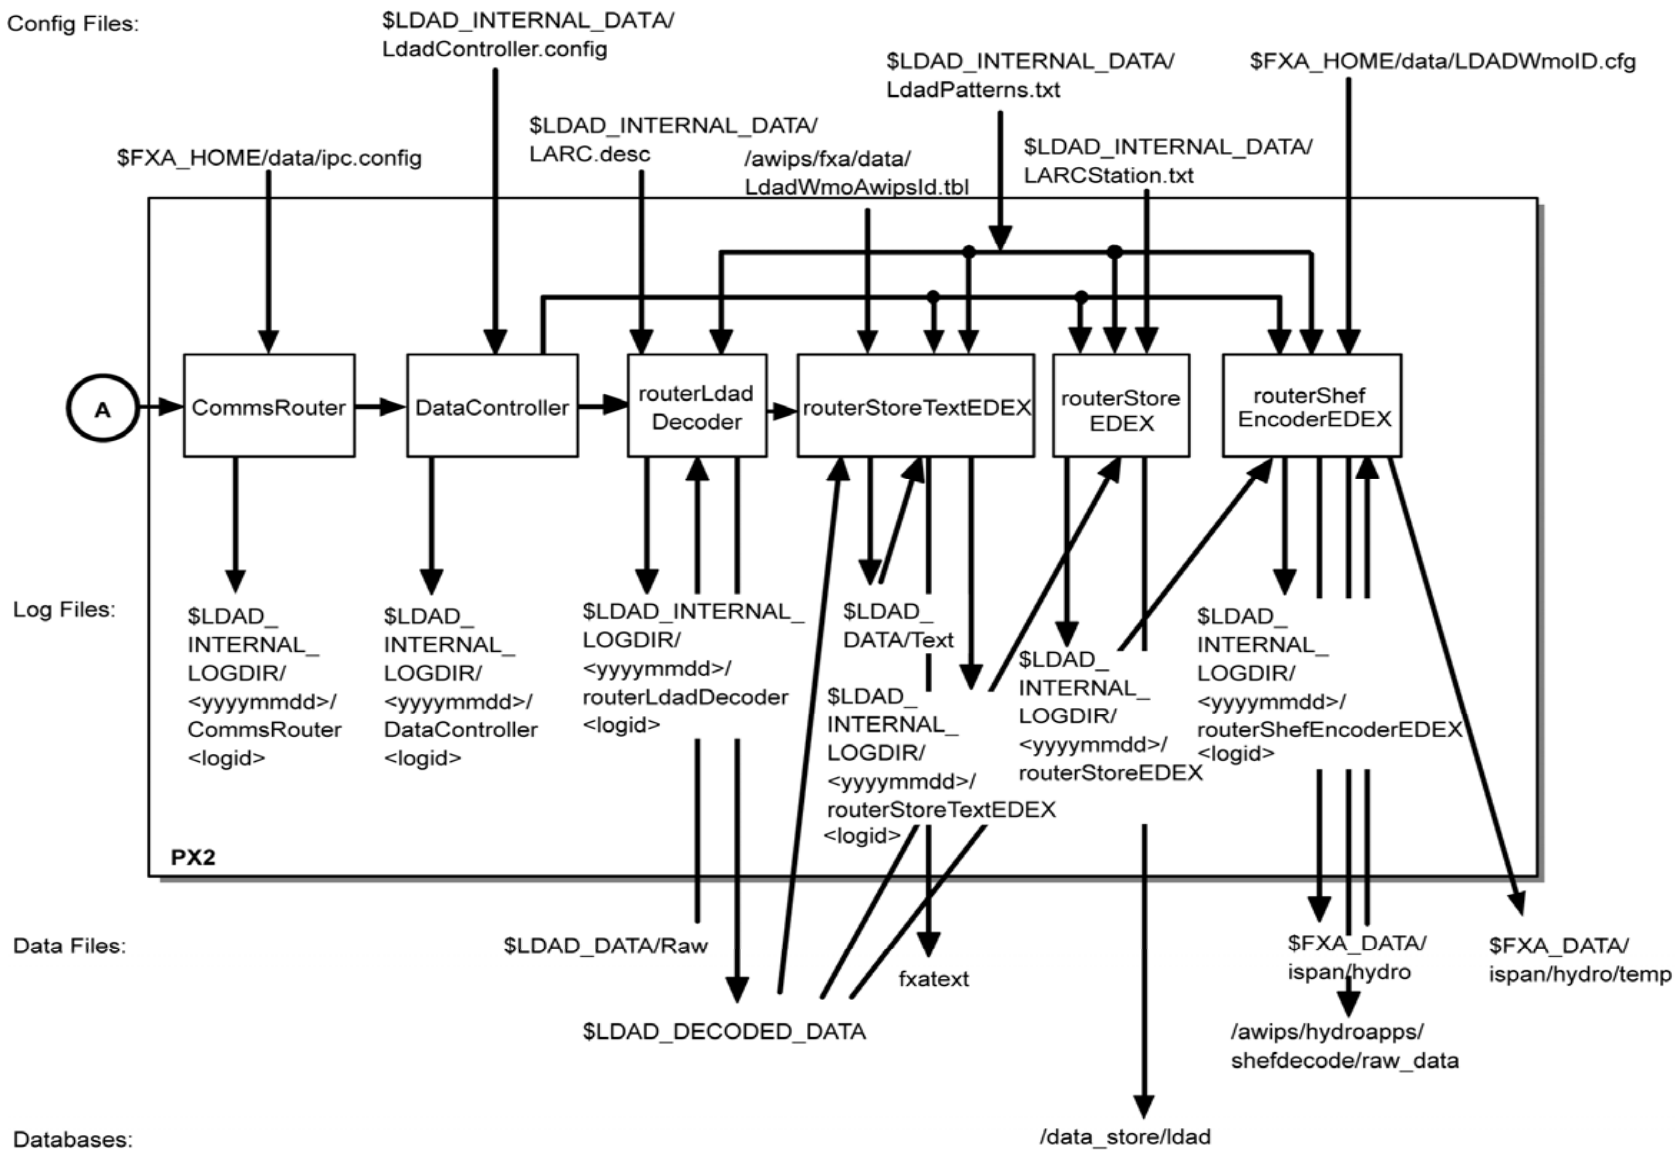 Config Files:
$LDAD_INTERNAL_DATA/
LdadController.config
$LDAD_INTERNAL_DATA/
LdadPatterns.txt
$FXA_HOME/data/LDADWmoID.cfg
$LDAD_INTERNAL_DATA/
LARC.desc
$FXA_HOME/data/ipc.config
/awips/fxa/data/
LdadWmoAwipsId.tbl
$LDAD_INTERNAL_DATA/
LARCStation.txt
A
CommsRouter
DataController
routerLdad
Decoder
routerStoreTextEDEX
routerStore
EDEX
routerShef
EncoderEDEX
Log Files:
$LDAD_
INTERNAL_
LOGDIR/
<yyyymmdd>/
CommsRouter
<logid>
$LDAD_
INTERNAL_
LOGDIR/
<yyyymmdd>/
DataController
<logid>
$LDAD_INTERNAL_
LOGDIR/
<yyyymmdd>/
routerLdadDecoder
<logid>
$LDAD_
DATA/Text
$LDAD_
INTERNAL_
LOGDIR/
<yyyymmdd>/
routerStoreTextEDEX
<logid>
$LDAD_
INTERNAL_
LOGDIR/
<yyyymmdd>/
routerStoreEDEX
$LDAD_
INTERNAL_
LOGDIR/
<yyyymmdd>/
routerShefEncoderEDEX
<logid>
PX2
Data Files:
$LDAD_DATA/Raw
fxatext
$LDAD_DECODED_DATA
$FXA_DATA/
ispan/hydro
$FXA_DATA/
ispan/hydro/temp
/awips/hydroapps/
shefdecode/raw_data
Databases:
/data_store/ldad